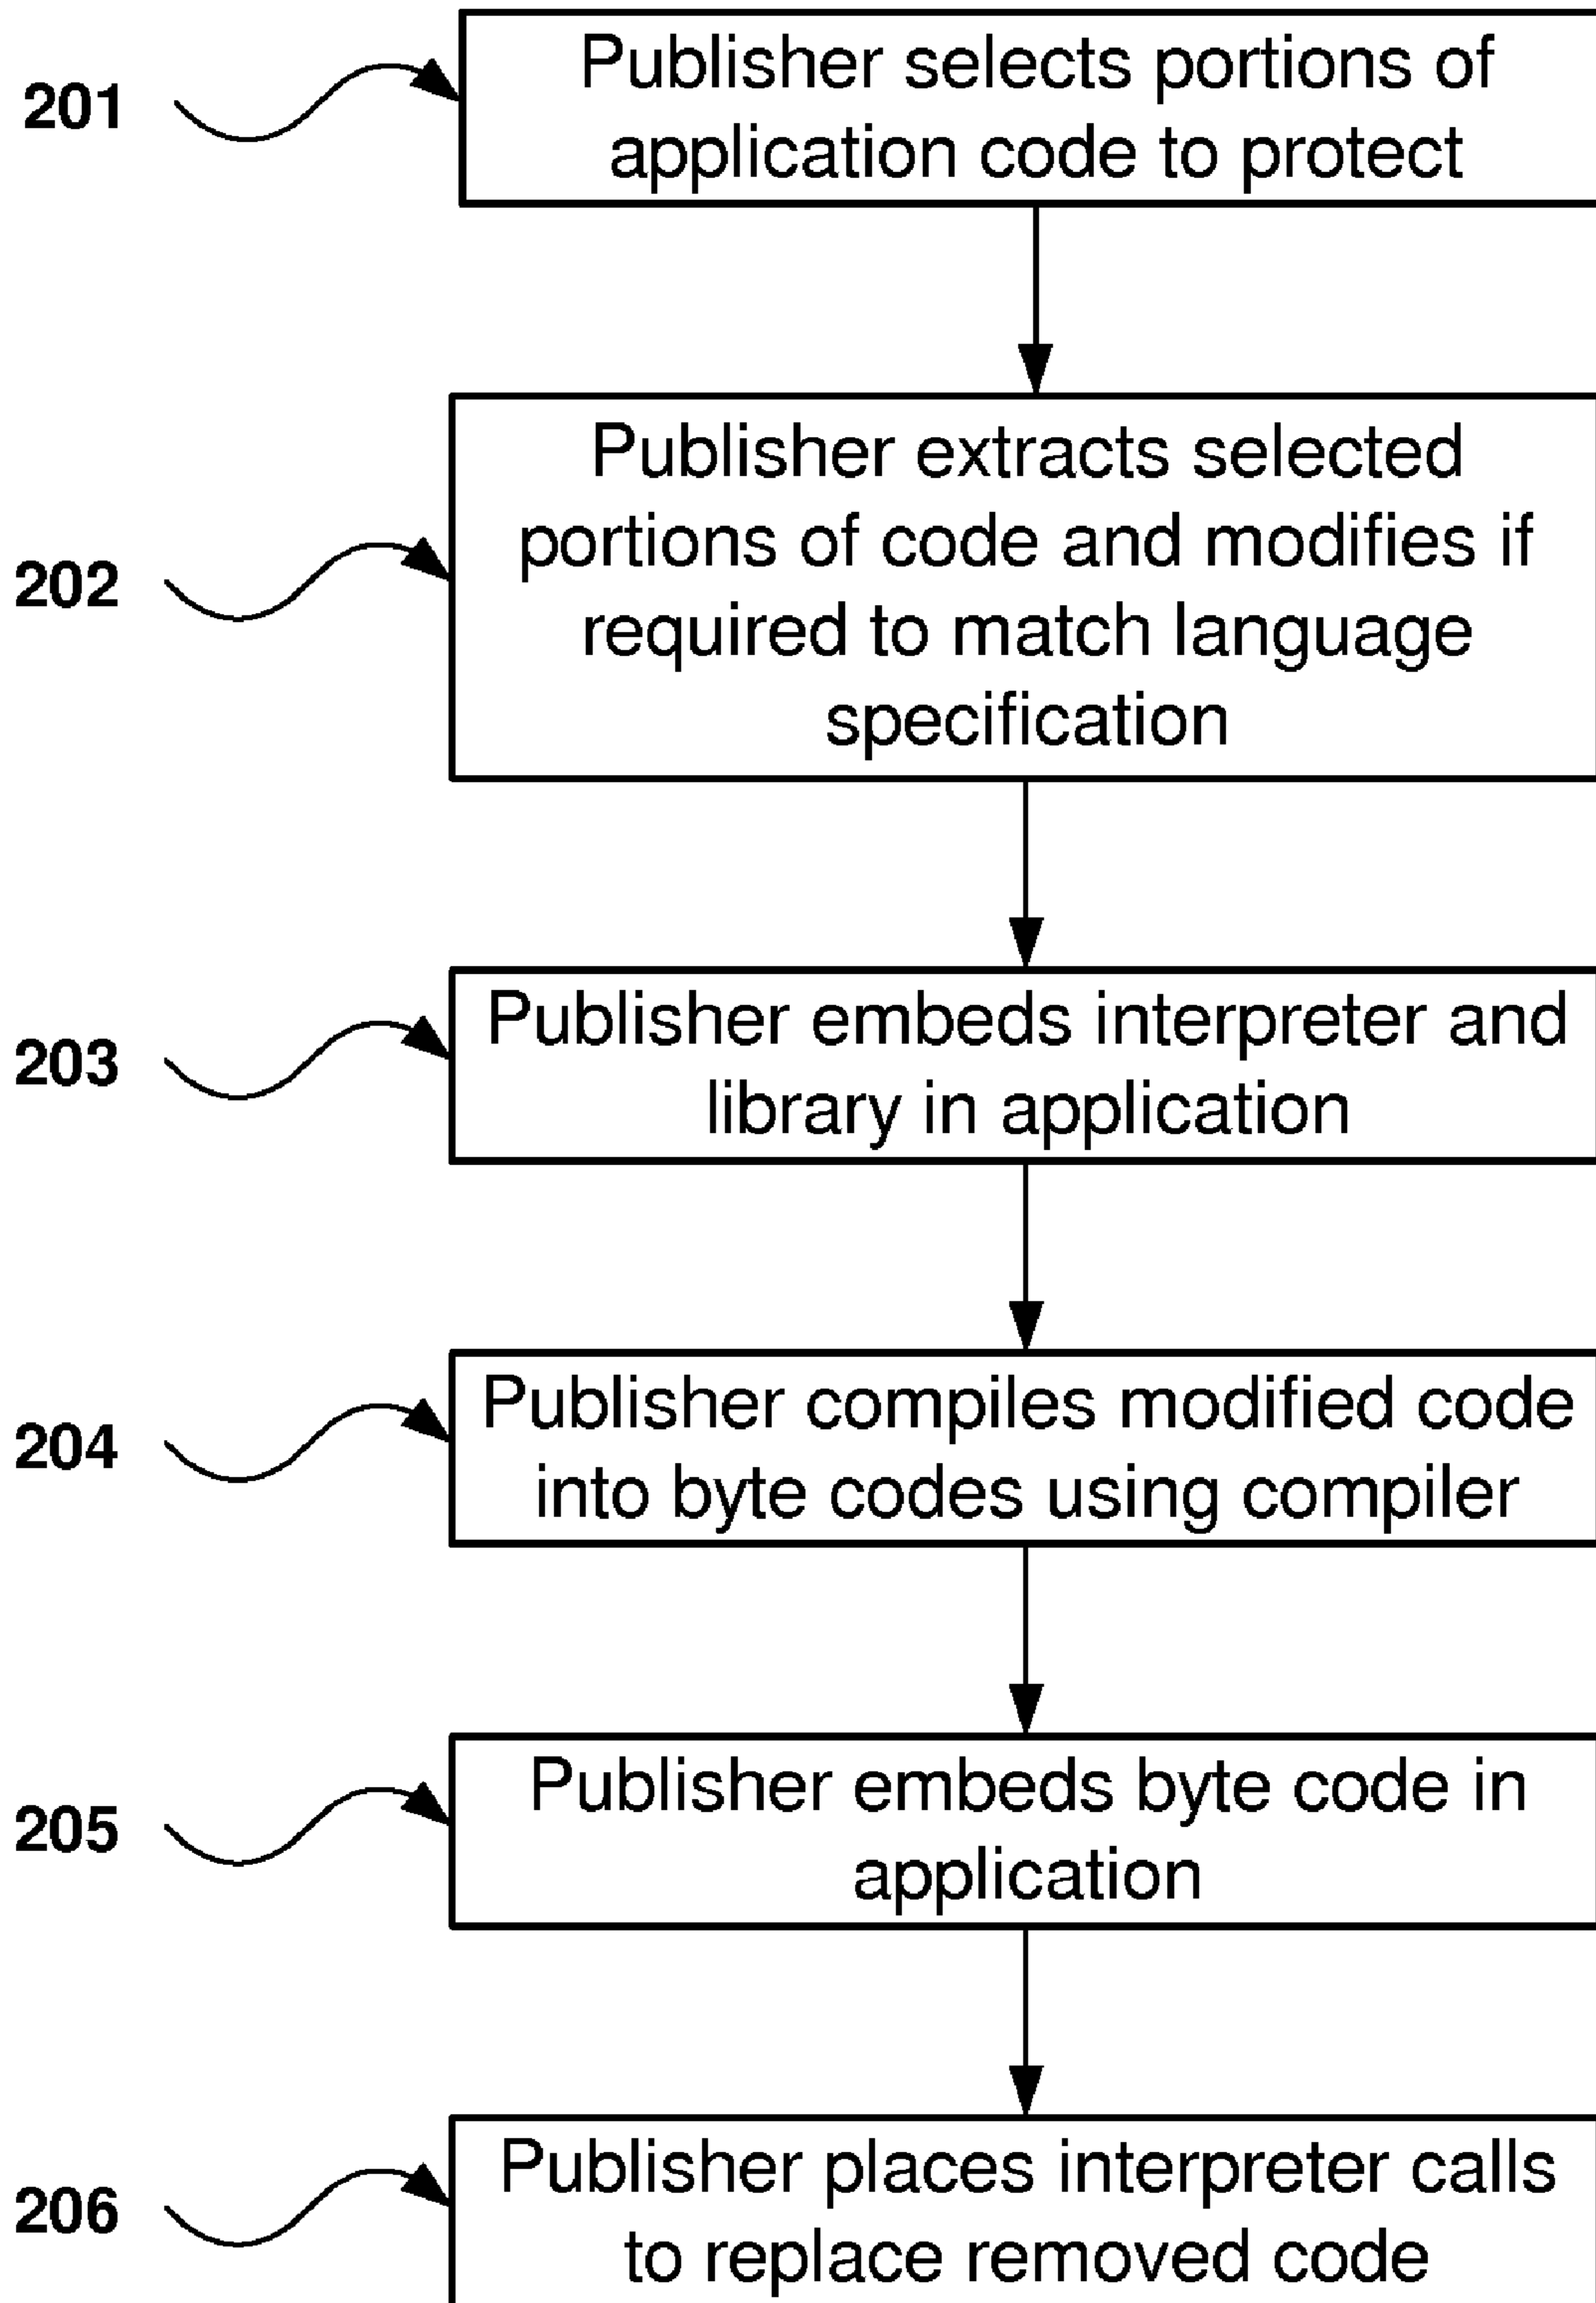 201
Publisher selects portions of
application code to protect
202
Publisher extracts selected
portions of code and modifies if
required to match language
specification
203
Publisher embeds interpreter and
library in application
204
Publisher compiles modified code
into byte codes using compiler
205
Publisher embeds byte code in
application
206
Publisher places interpreter calls
to replace removed code